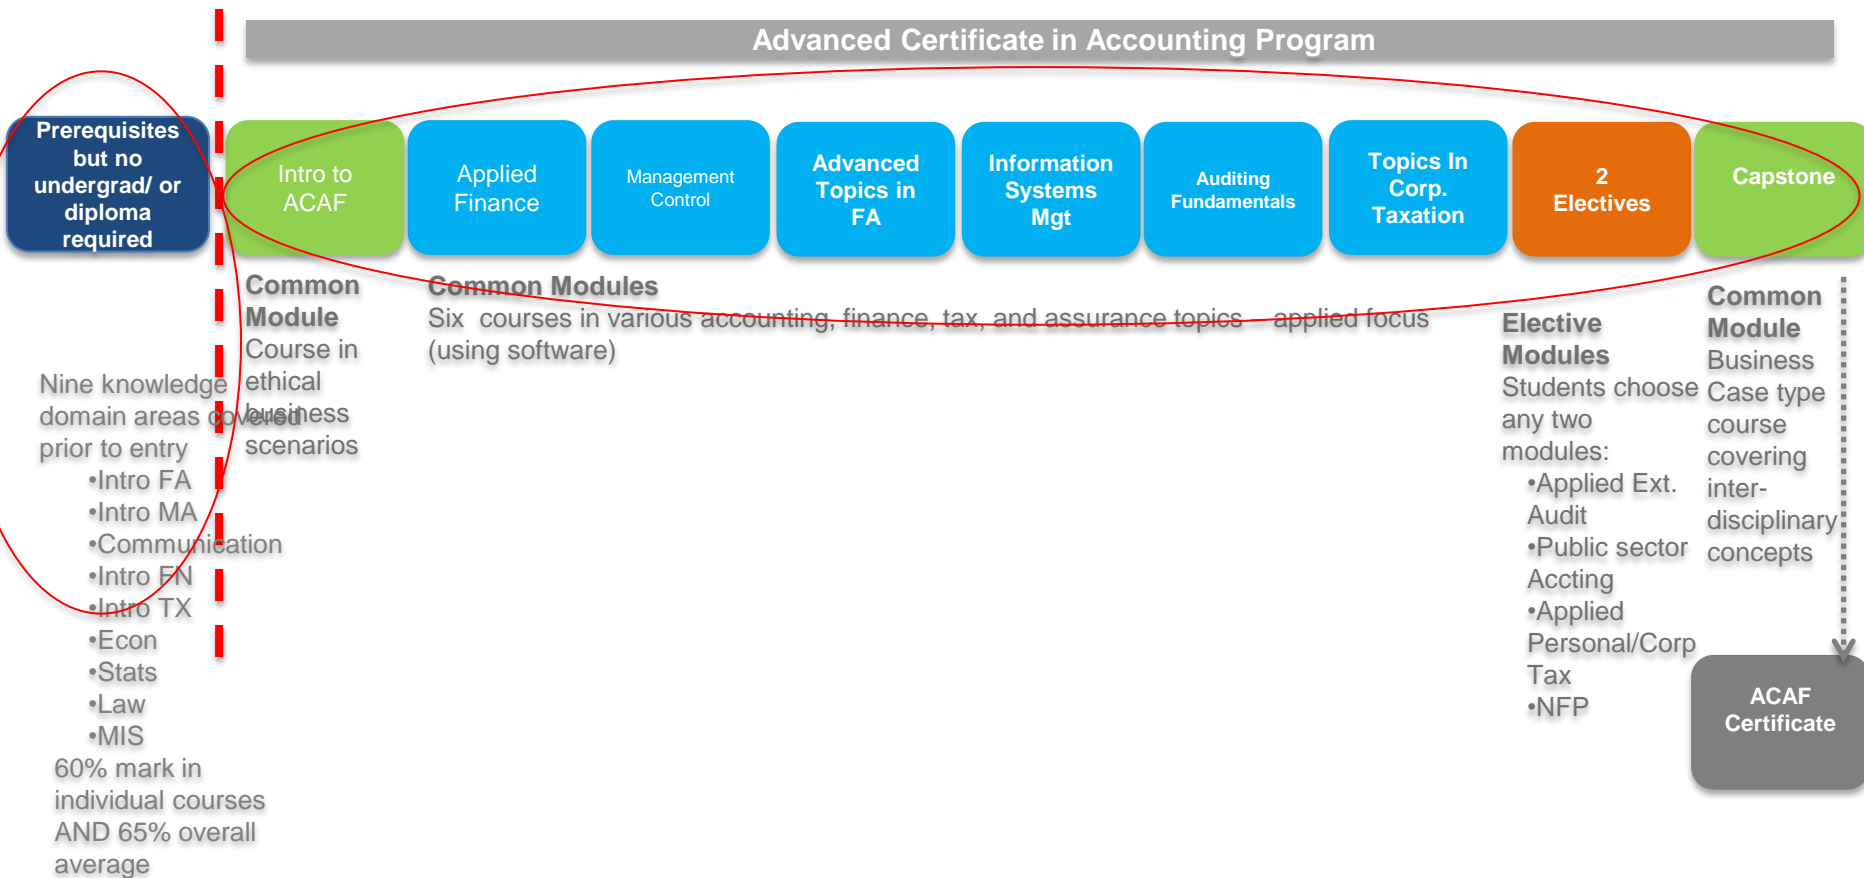 Advanced Certificate in Accounting Program
Prerequisites
but no
undergrad/ or
diploma
required
Intro to
ACAF
Applied
Finance
Management
Control
Advanced
Topics in
FA
Information
Systems
Mgt
Auditing
Fundamentals
Topics In
Corp.
Taxation
2
Electives
Capstone
Nine knowledge
domain areas covered
prior to entry
•Intro FA
•Intro MA
•Communication
•Intro FN
•Intro TX
•Econ
•Stats
•Law
•MIS
60% mark in
individual courses
AND 65% overall
average
Common
Module
Course in
ethical
business
scenarios
Common Modules
Six courses in various accounting, finance, tax, and assurance topics applied focus
(using software)
Elective
Modules
Students choose
any two
modules:
•Applied Ext.
Audit
•Public sector
Accting
•Applied
Personal/Corp
Tax
•NFP
Common
Module
Business
Case type
course
covering
inter-
disciplinary
concepts
ACAF
Certificate